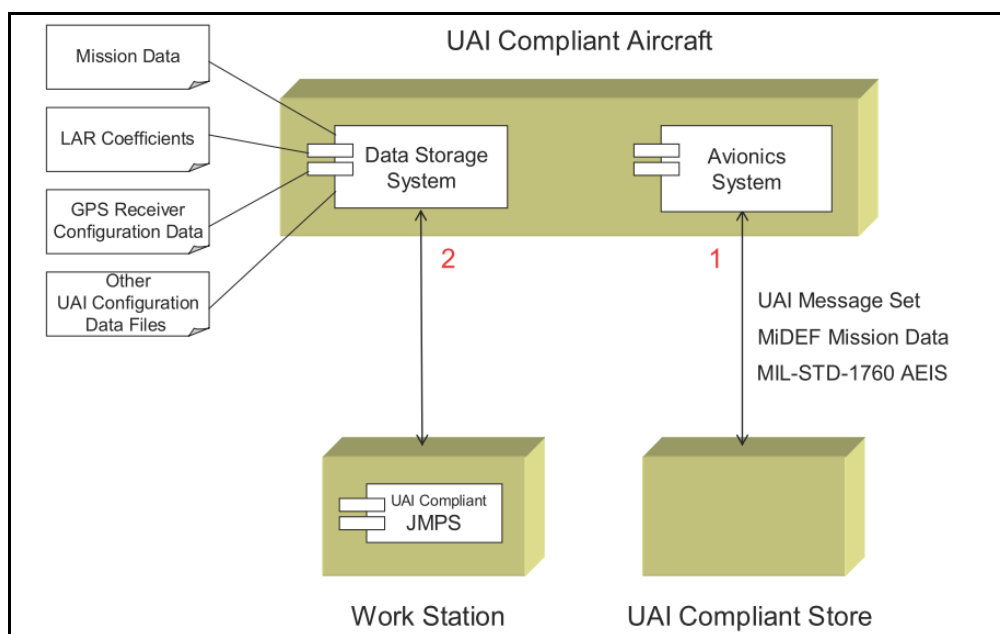 UAI Compliant Aircraft
Mission Data
LAR Coefficients
GPS Receiver
Configuration Data
Other
UAI Configuration
Data Files
Data Storage
System
Avionics
System
2
1
UAI Message Set
MiDEF Mission Data
MIL-STD-1760 AEIS
UAI Compliant
JMPS
Work Station
UAI Compliant Store